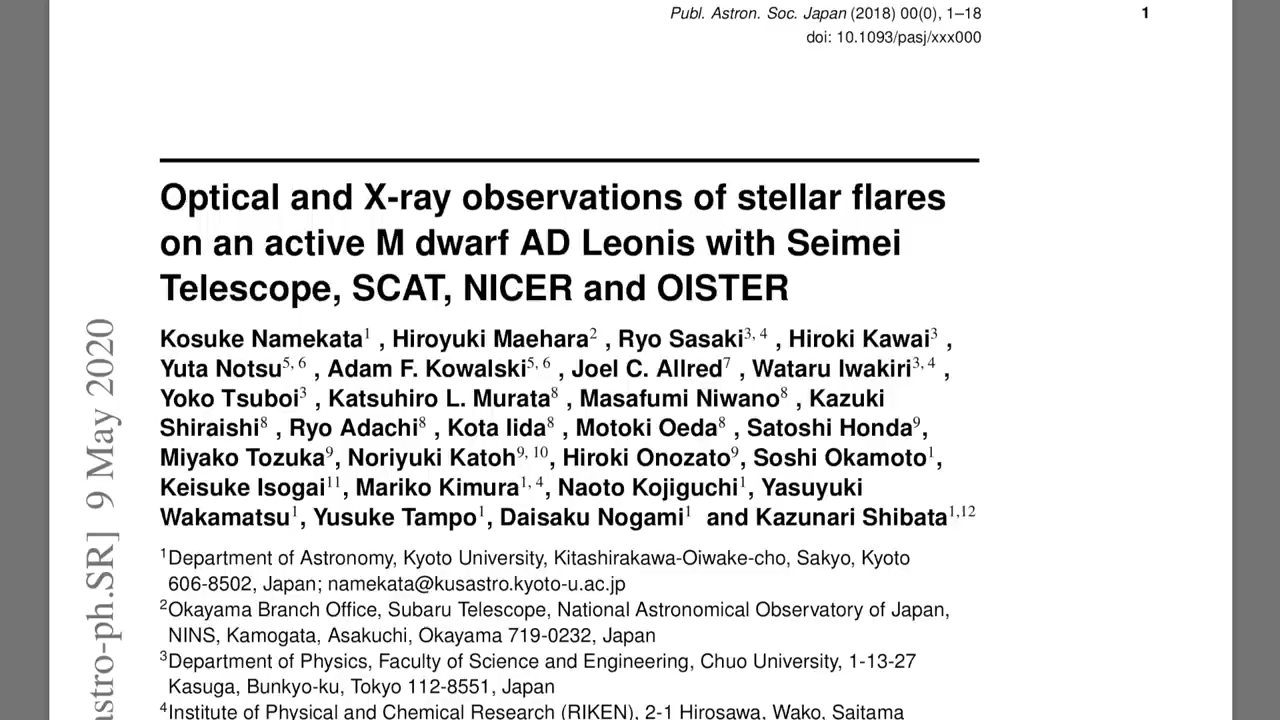 Publ. Astron. Soc. Japan (2018) 00(0), 1–18 1
doi: 10.1093/pasj/xxx000
Optical and X-ray observations of stellar flares
on an active M dwarf AD Leonis with Seimei
Telescope, SCAT, NICER and OISTER
Kosuke Namekata1 , Hiroyuki Maehara2 , Ryo Sasaki3, 4 , Hiroki Kawai3 ,
Yuta Notsu5, 6 , Adam F. Kowalski5, 6 , Joel C. Allred7 , Wataru Iwakiri3, 4 ,
Yoko Tsuboi3 , Katsuhiro L. Murata8 , Masafumi Niwano8 , Kazuki
Shiraishi8 , Ryo Adachi8 , Kota Iida8 , Motoki Oeda8 , Satoshi Honda9,
Miyako Tozuka9, Noriyuki Katoh9, 10, Hiroki Onozato9, Soshi Okamoto1,
Keisuke Isogai11, Mariko Kimura1, 4, Naoto Kojiguchi1, Yasuyuki
Wakamatsu1, Yusuke Tampo1, Daisaku Nogami1 and Kazunari Shibata1,12
1Department of Astronomy, Kyoto University, Kitashirakawa-Oiwake-cho, Sakyo, Kyoto
606-8502, Japan; namekata@kusastro.kyoto-u.ac.jp
2Okayama Branch Office, Subaru Telescope, National Astronomical Observatory of Japan,
NINS, Kamogata, Asakuchi, Okayama 719-0232, Japan
3Department of Physics, Faculty of Science and Engineering, Chuo University, 1-13-27
Kasuga, Bunkyo-ku, Tokyo 112-8551, Japan
4Institute of Physical and Chemical Research (RIKEN), 2-1 Hirosawa, Wako, Saitama
astro-ph.SR] 9 May 2020